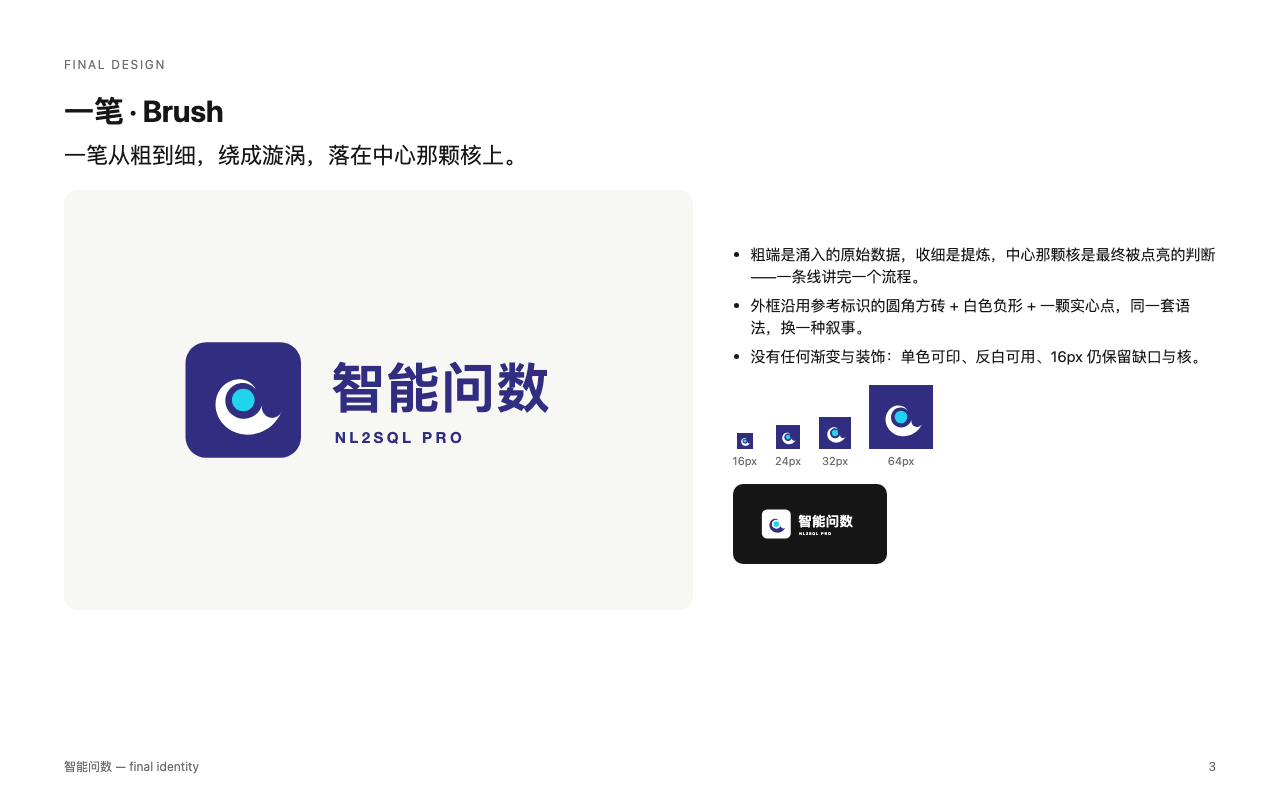 FINAL DESIGN
一笔 · Brush
一笔从粗到细，绕成漩涡，落在中心那颗核上。
智能问数
NL2SQL PRO
• 粗端是涌入的原始数据，收细是提炼，中心那颗核是最终被点亮的判断
——一条线讲完一个流程。
• 外框沿用参考标识的圆角方砖 + 白色负形 + 一颗实心点，同一套语
法，换一种叙事。
• 没有任何渐变与装饰：单色可印、反白可用、16px 仍保留缺口与核。
16px 24px 32px 64px
智能问数
NL2SQL PRO
智能问数 — final identity
3